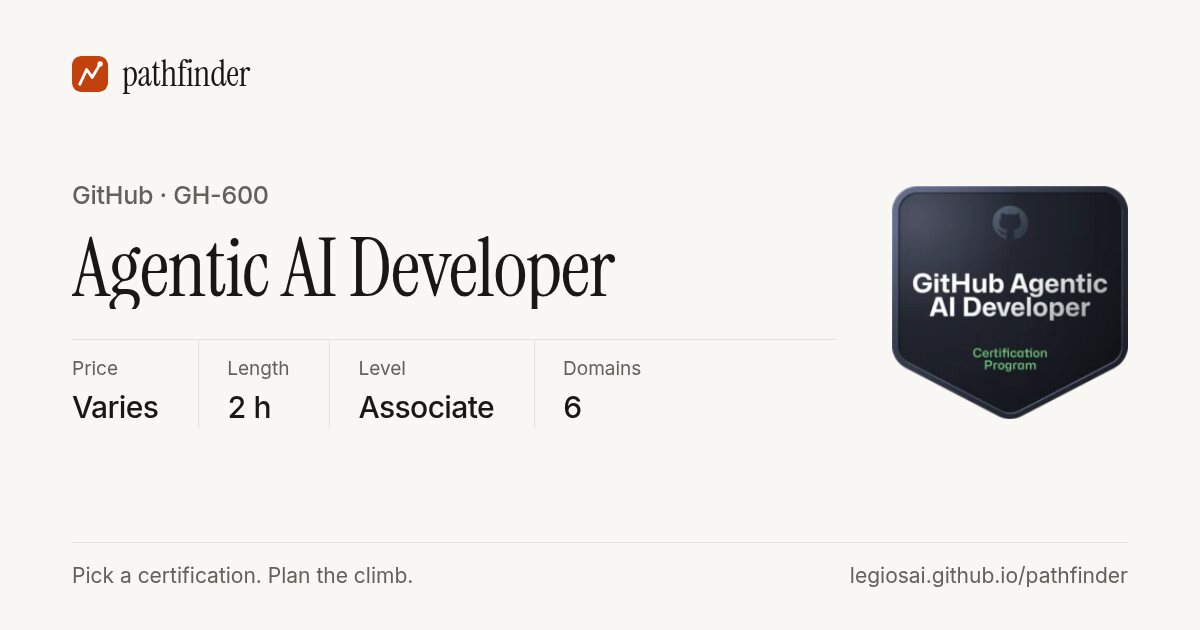 pathfinder
GitHub · GH-600
Agentic AI Developer
Price
Varies
Length
2 h
Level
Associate
Domains
6
GitHub Agentic
AI Developer
Certification
Program
Pick a certification. Plan the climb.
legiosai.github.io/pathfinder